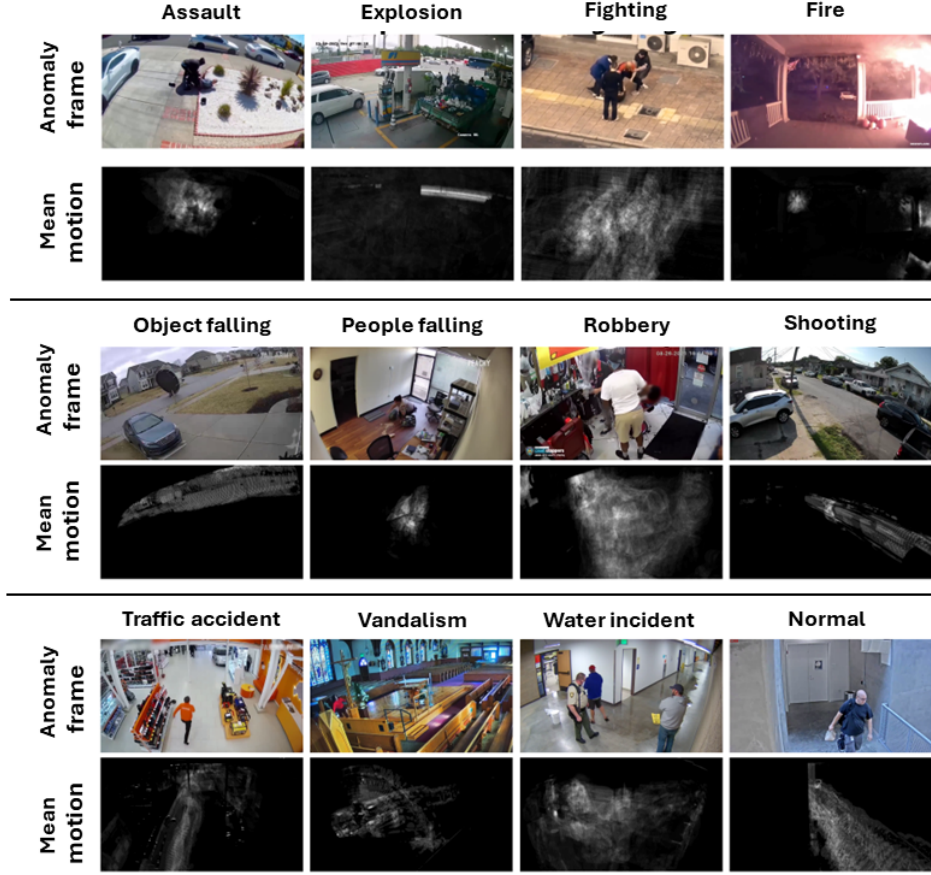 Assault Explosion Fighting Fire
Anomaly
frame
Mean
motion
Object falling People falling Robbery Shooting
Anomaly
frame
Mean
motion
Traffic accident Vandalism Water incident Normal
Anomaly
frame
Mean
motion